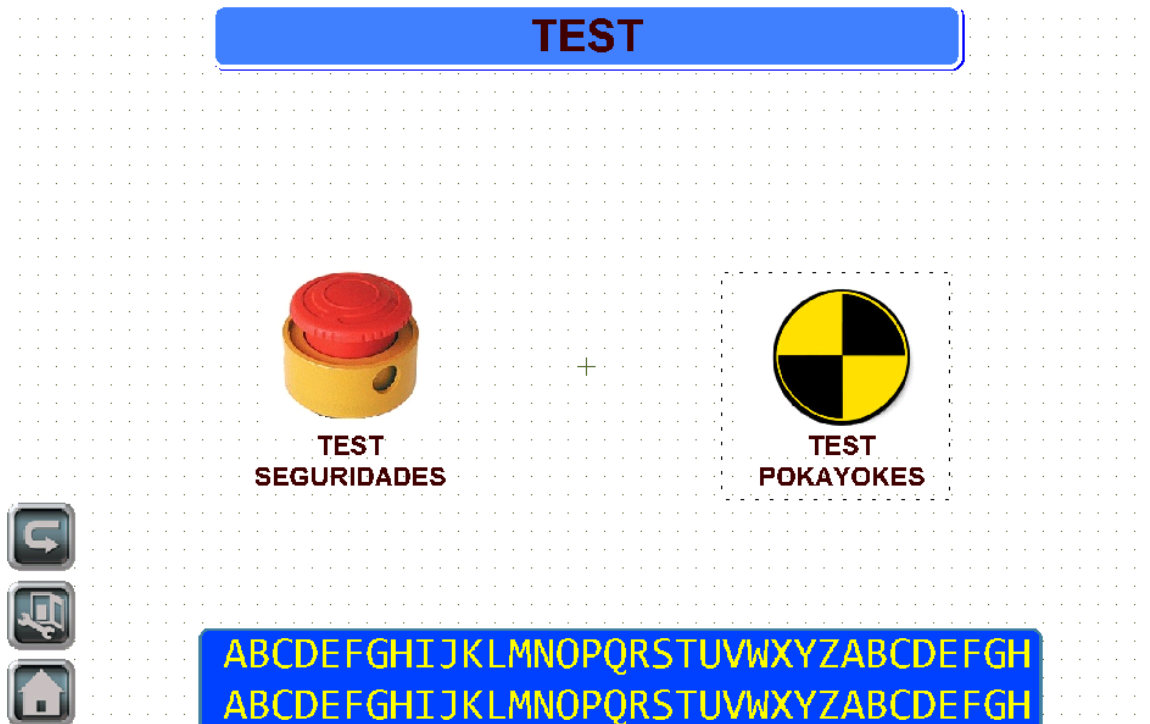 TEST
TEST
SEGURIDADES
TEST
POKAYOKES
ABCDEFGHIJKLMNOPQRSTUVWXYZABCDEFGH
ABCDEFGHIJKLMNOPQRSTUVWXYZABCDEFGH